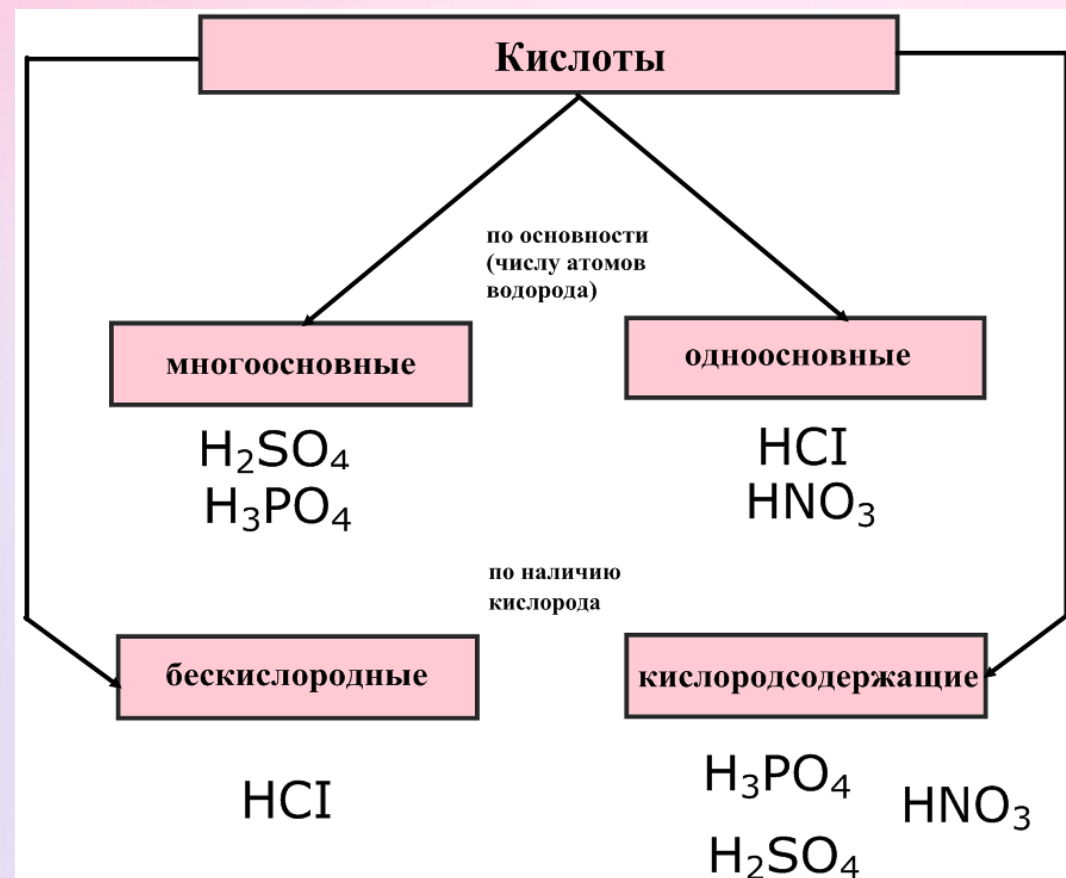 Кислоты
по основности
(числу атомов
водорода)
многоосновные
одноосновные
H₂SO₄
H₃PO₄
HCI
HNO₃
по наличию
кислорода
бескислородные
кислородсодержащие
HCI
H₃PO₄
HNO₃
H₂SO₄